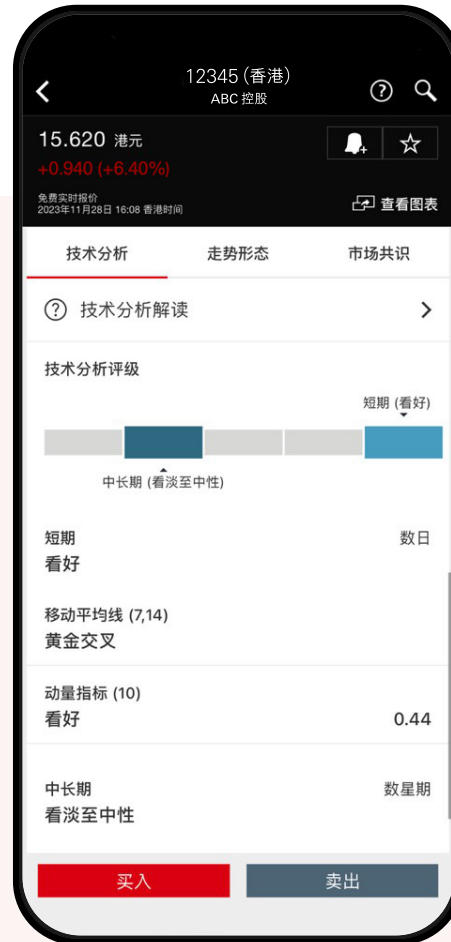 12345 (香港)
ABC 控股
15.620 港元
+0.940 (+6.40%)
免费实时报价
2023年11月28日 16:08 香港时间
查看图表
技术分析
走势形态
市场共识
技术分析解读
技术分析评级
短期 (看好)
中长期 (看淡至中性)
短期
数日
看好
移动平均线 (7,14)
黄金交叉
动量指标 (10)
看好
0.44
中长期
数星期
看淡至中性
买入
卖出